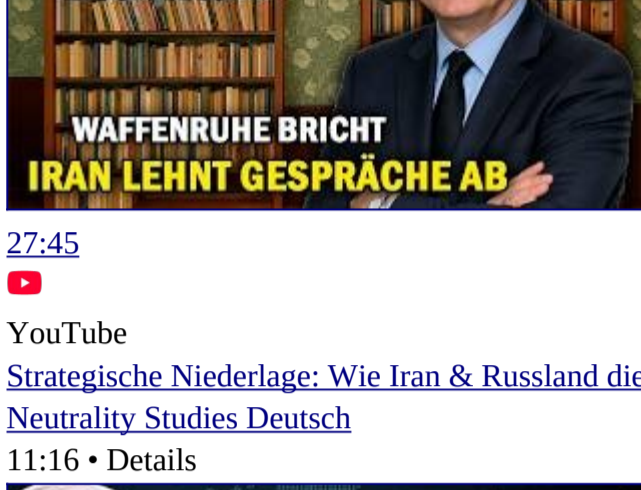 WAFFENRUHE BRICHT
IRAN LEHNT GESPRÄCHE AB
27:45
YouTube
Strategische Niederlage: Wie Iran & Russland die
Neutrality Studies Deutsch
11:16 • Details